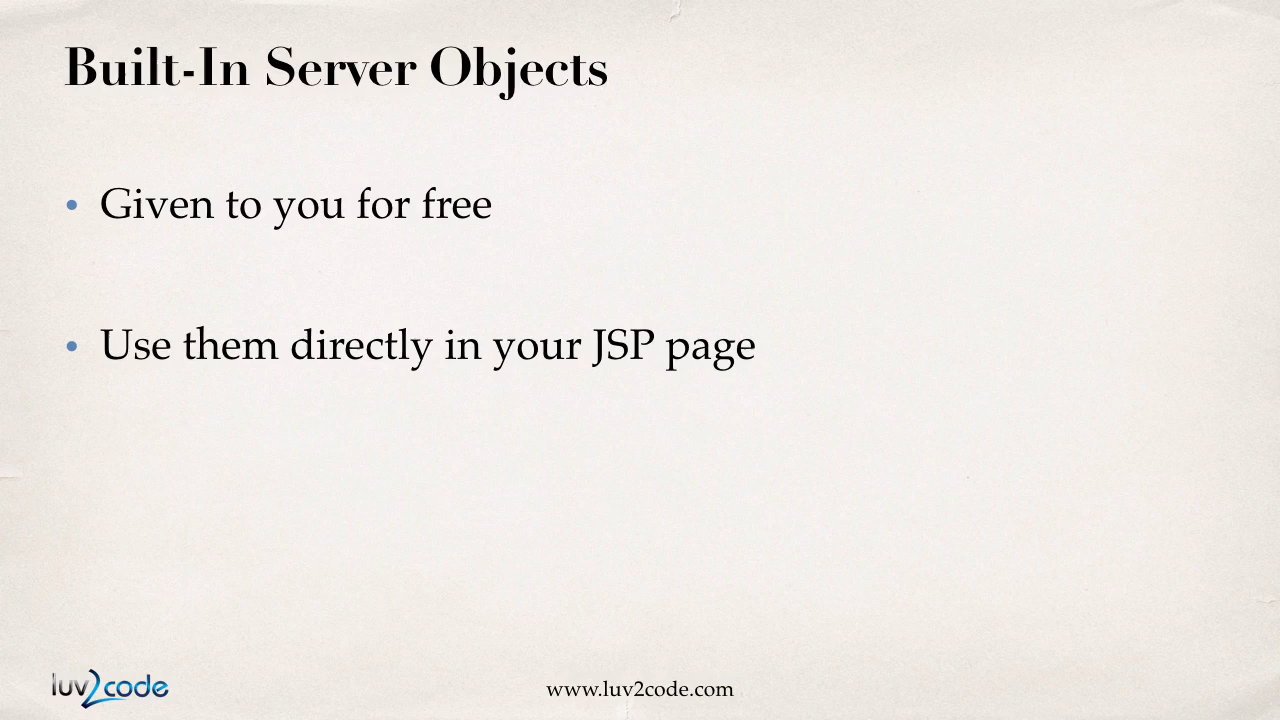 Built-In Server Objects
• Given to you for free
• Use them directly in your JSP page
luv2code
www.luv2code.com